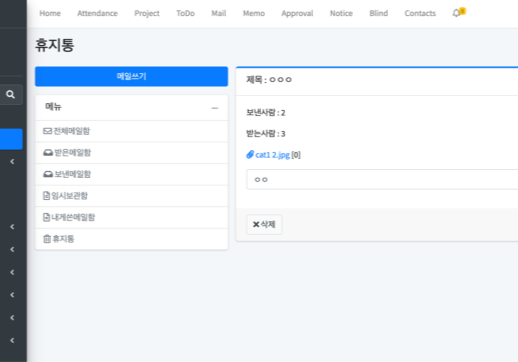 Home Attendance Project ToDo Mail Memo Approval Notice Blind Contacts
휴지통
메일쓰기
메뉴
전체메일함
받은메일함
보낸메일함
임시보관함
내게쓴메일함
휴지통
제목 : ㅇㅇㅇ
보낸사람 : 2
받는사람 : 3
cat1 2.jpg [0]
ㅇㅇ
삭제